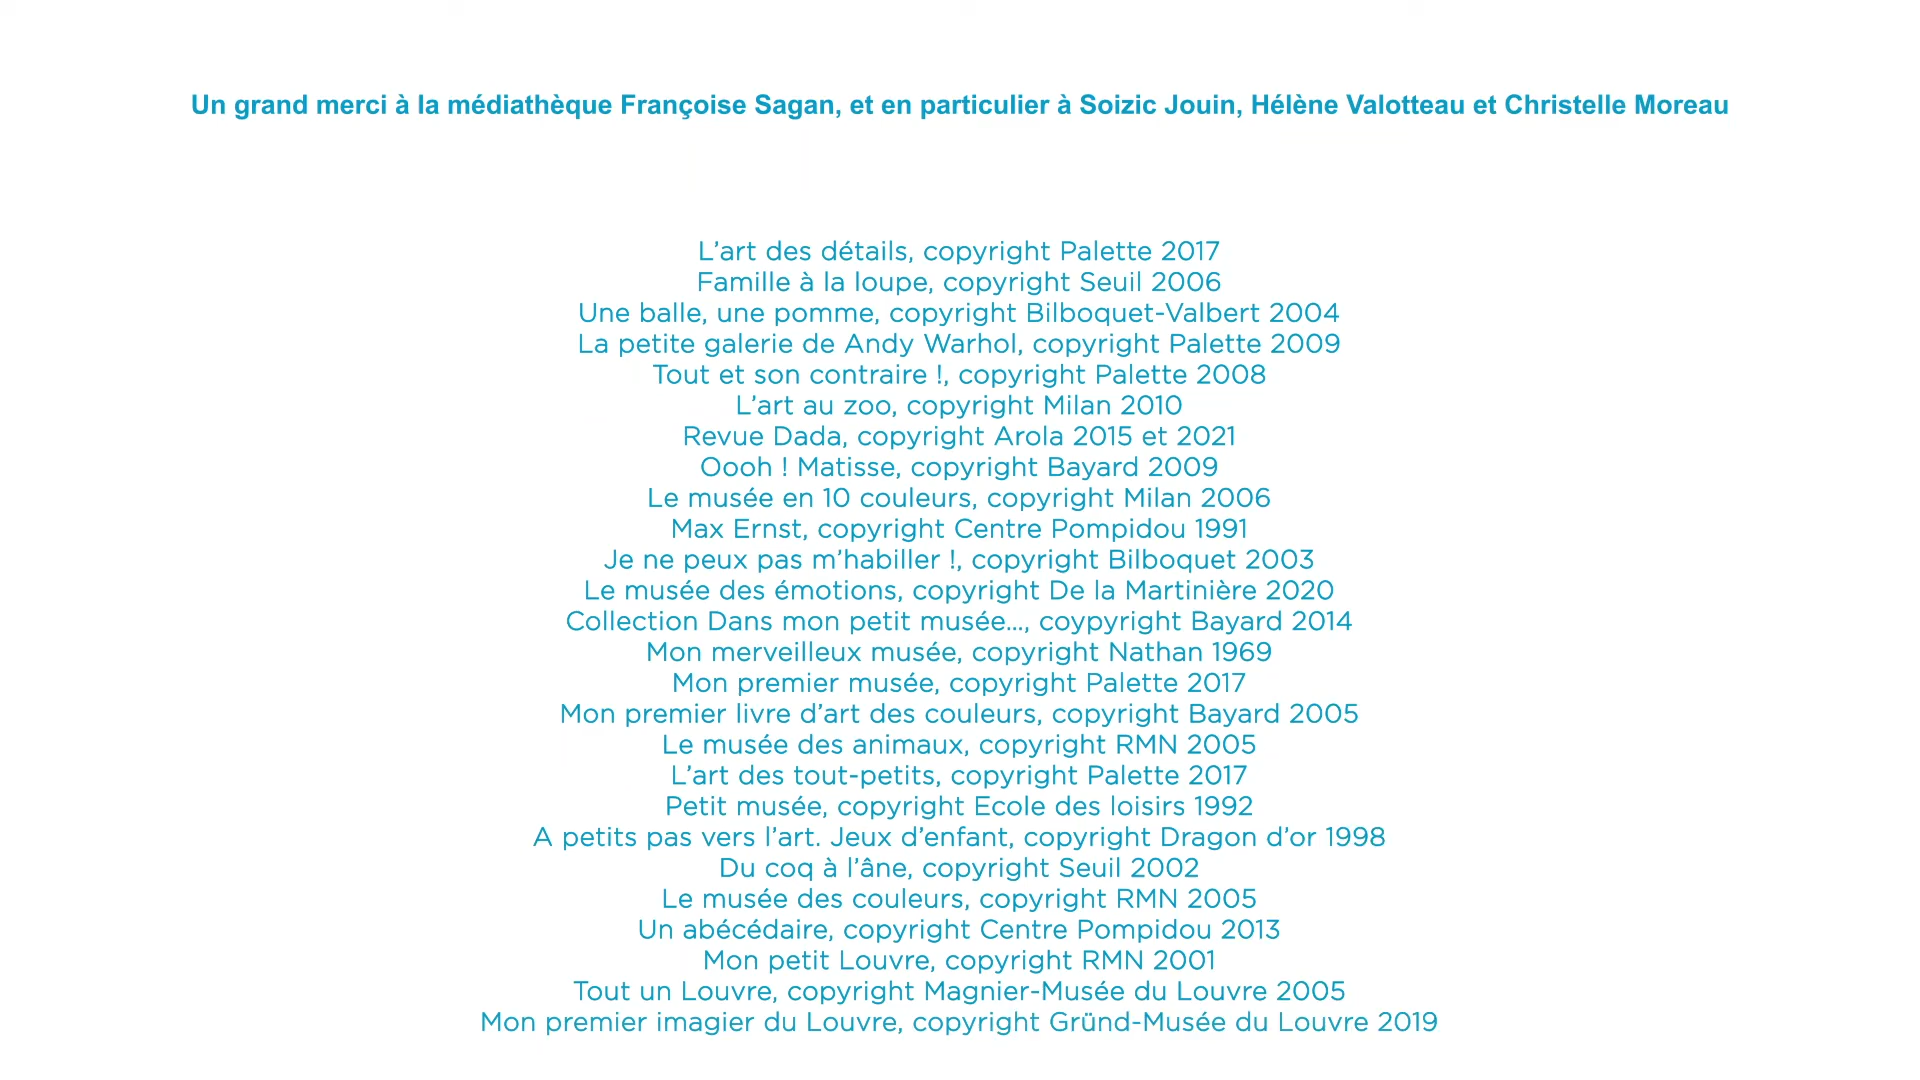 Un grand merci à la médiathèque Françoise Sagan, et en particulier à Soizic Jouin, Hélène Valotteau et Christelle Moreau
L’art des détails, copyright Palette 2017
Famille à la loupe, copyright Seuil 2006
Une balle, une pomme, copyright Bilboquet-Valbert 2004
La petite galerie de Andy Warhol, copyright Palette 2009
Tout et son contraire !, copyright Palette 2008
L’art au zoo, copyright Milan 2010
Revue Dada, copyright Arola 2015 et 2021
Oooh ! Matisse, copyright Bayard 2009
Le musée en 10 couleurs, copyright Milan 2006
Max Ernst, copyright Centre Pompidou 1991
Je ne peux pas m’habiller !, copyright Bilboquet 2003
Le musée des émotions, copyright De la Martinière 2020
Collection Dans mon petit musée..., coypyright Bayard 2014
Mon merveilleux musée, copyright Nathan 1969
Mon premier musée, copyright Palette 2017
Mon premier livre d’art des couleurs, copyright Bayard 2005
Le musée des animaux, copyright RMN 2005
L’art des tout-petits, copyright Palette 2017
Petit musée, copyright Ecole des loisirs 1992
A petits pas vers l’art. Jeux d’enfant, copyright Dragon d’or 1998
Du coq à l’âne, copyright Seuil 2002
Le musée des couleurs, copyright RMN 2005
Un abécédaire, copyright Centre Pompidou 2013
Mon petit Louvre, copyright RMN 2001
Tout un Louvre, copyright Magnier-Musée du Louvre 2005
Mon premier imagier du Louvre, copyright Gründ-Musée du Louvre 2019